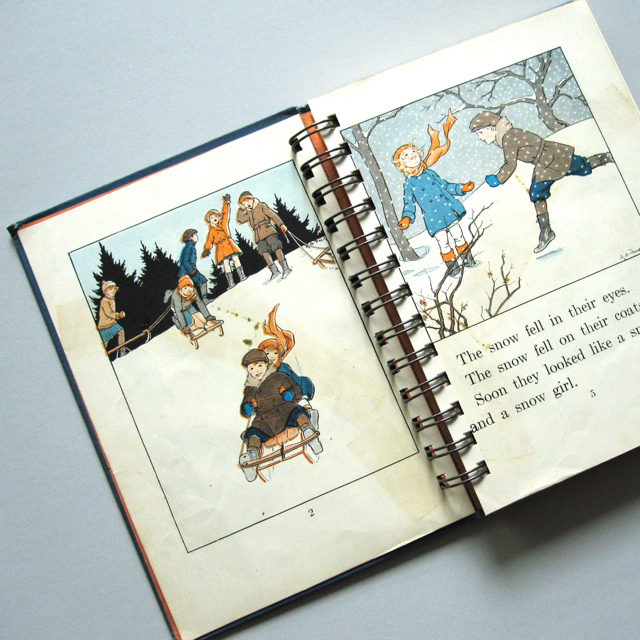 2
The snow fell in their eyes.
The snow fell on their coats
Soon they looked like a
and a snow girl.
5